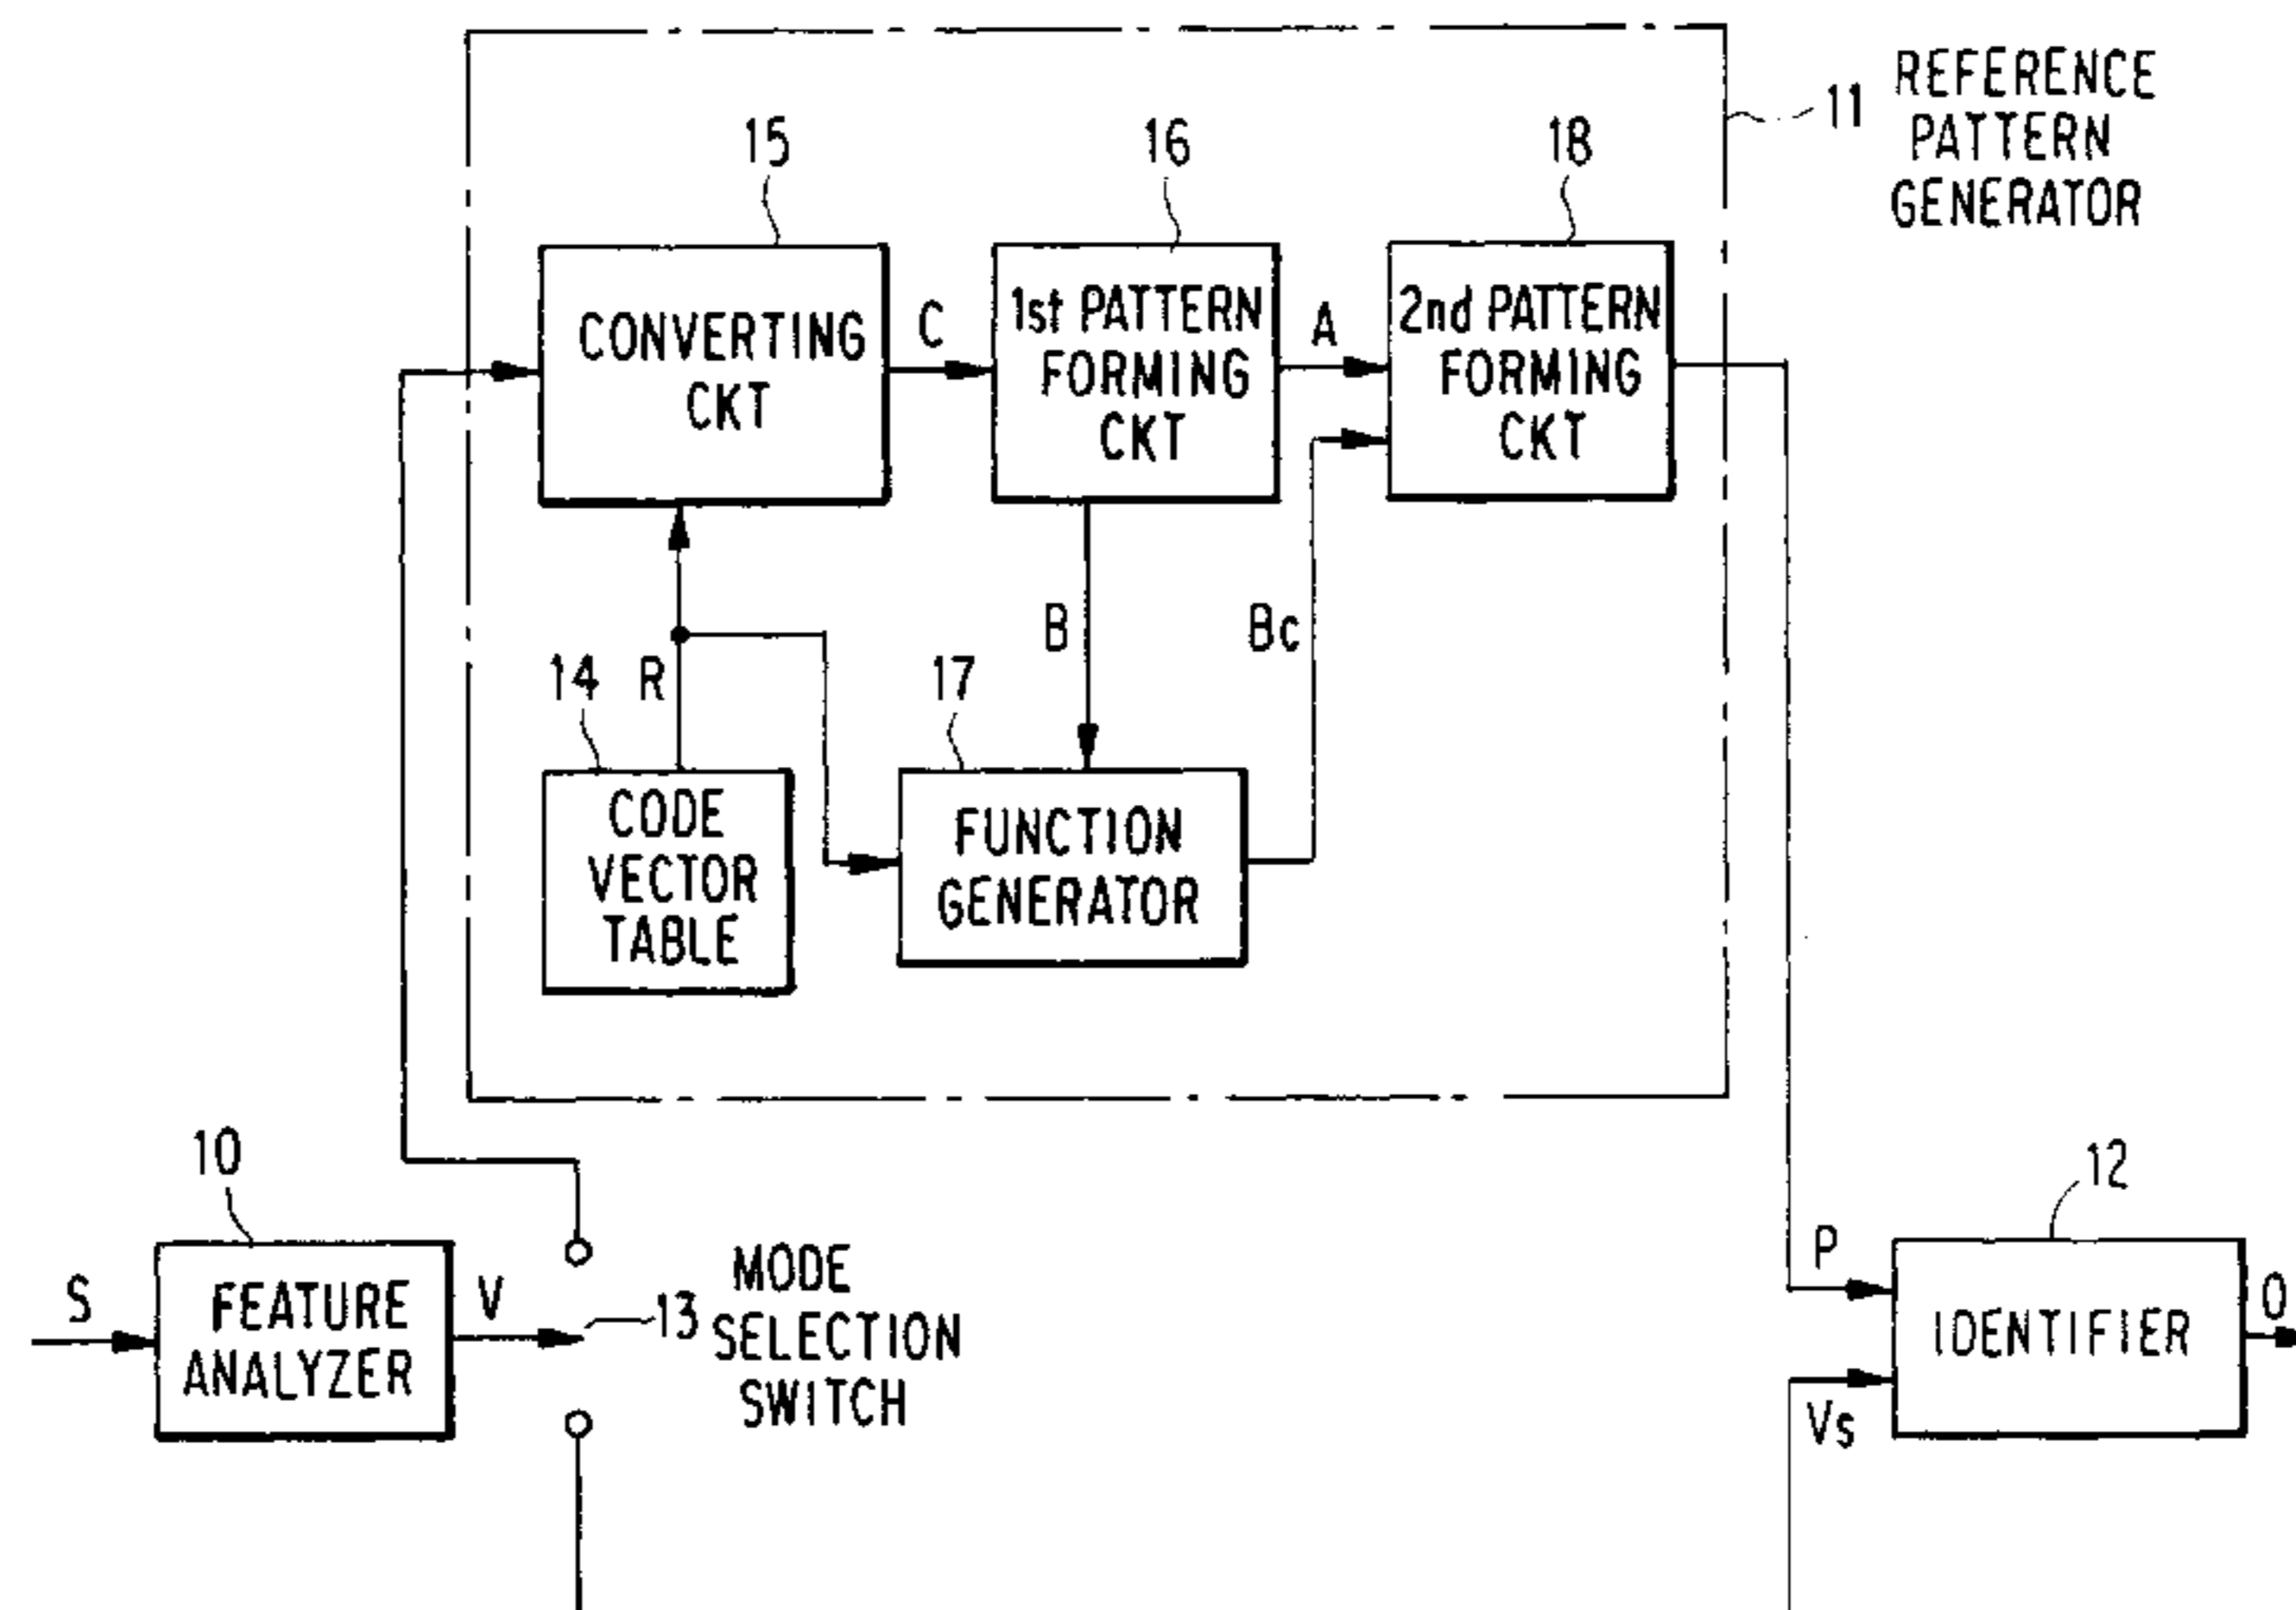 11 REFERENCE
PATTERN
GENERATOR
15
16
18
CONVERTING
CKT
C
1st PATTERN
FORMING
CKT
A
2nd PATTERN
FORMING
CKT
B
Bc
14
R
17
CODE
VECTOR
TABLE
FUNCTION
GENERATOR
10
12
S
FEATURE
ANALYZER
V
13
MODE
SELECTION
SWITCH
P
IDENTIFIER
O
Vs